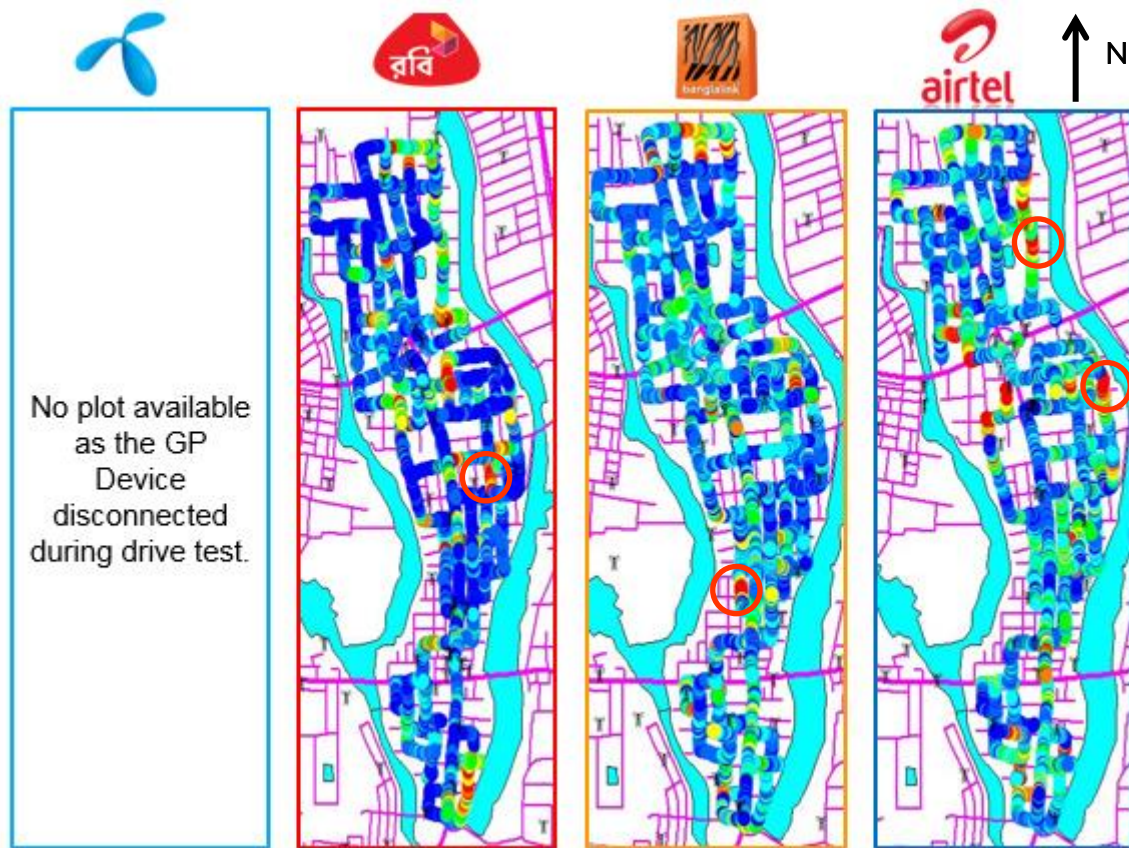 রবি
banglalink
airtel
N
No plot available
as the GP
Device
disconnected
during drive test.